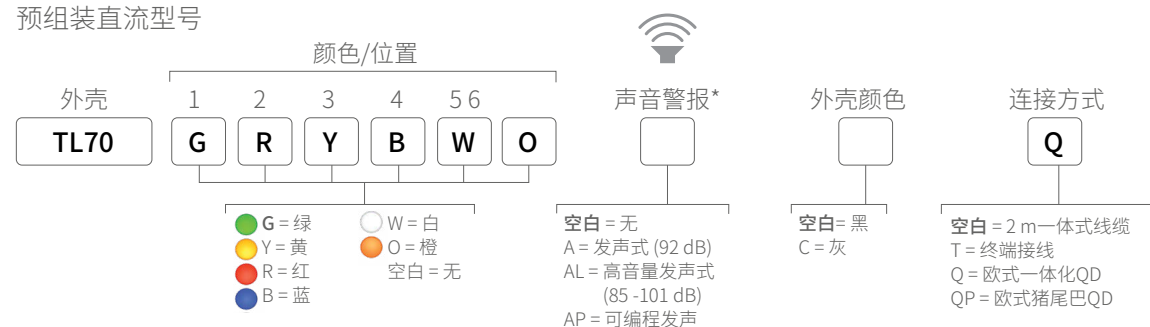 预组装直流型号
颜色/位置
外壳 1 2 3 4 5 6 声音警报* 外壳颜色 连接方式
TL70 G R Y B W O Q
G = 绿 W = 白
Y = 黄 O = 橙
R = 红 空白 = 无
B = 蓝
空白 = 无
A = 发声式 (92 dB)
AL = 高音量发声式
(85 -101 dB)
AP = 可编程发声
空白= 黑
C = 灰
空白 = 2 m一体式线缆
T = 终端接线
Q = 欧式一体化QD
QP = 欧式猪尾巴QD